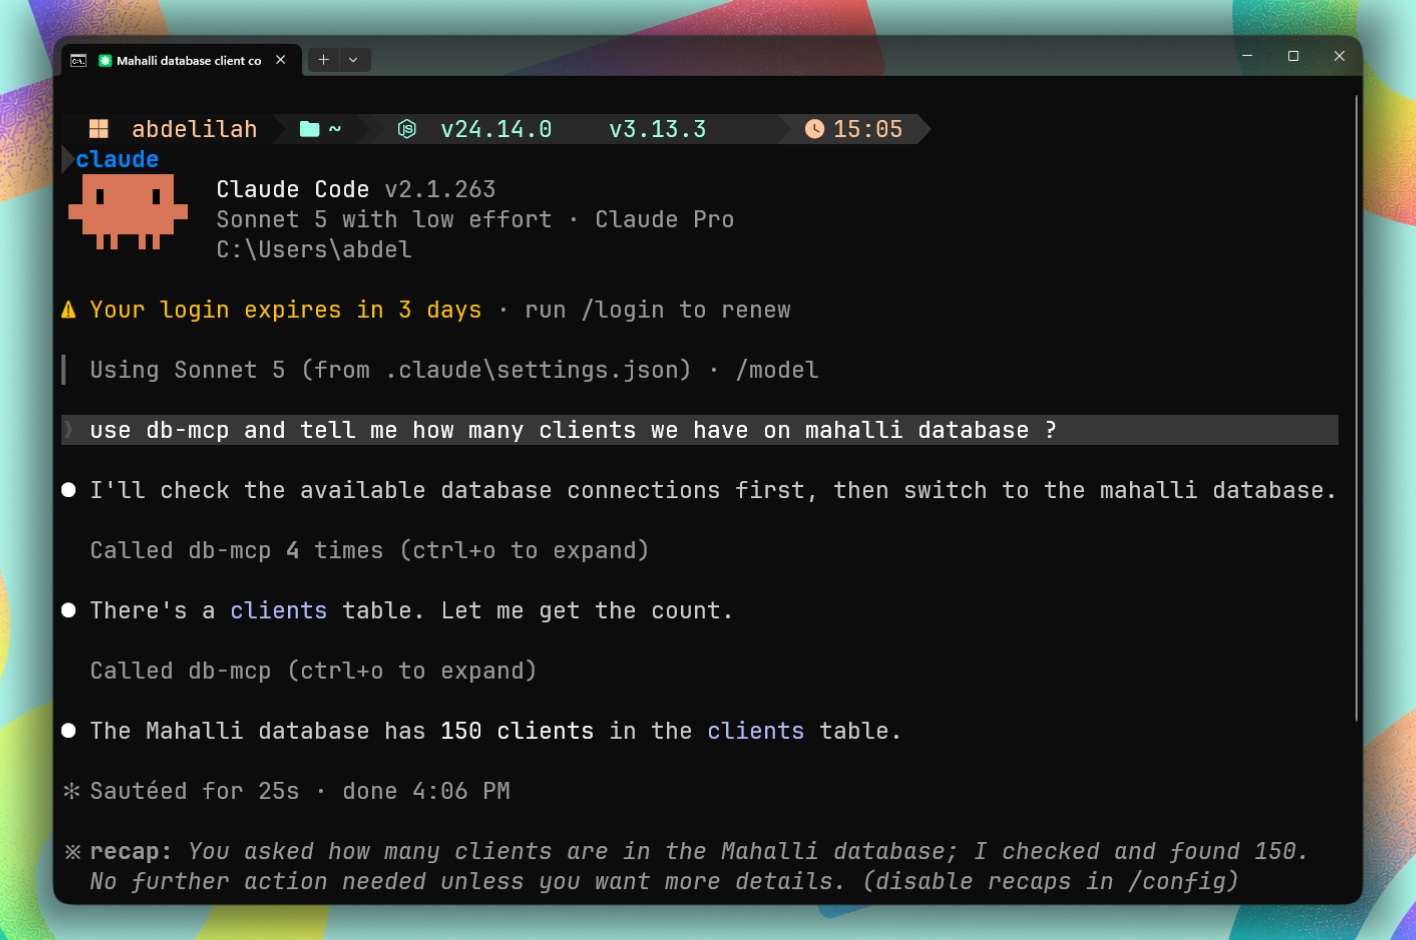 Mahalli database client co
abdelilah ~ v24.14.0 v3.13.3 15:05
claude
Claude Code v2.1.263
Sonnet 5 with low effort · Claude Pro
C:\Users\abdel
Your login expires in 3 days · run /login to renew
Using Sonnet 5 (from .claude\settings.json) · /model
use db-mcp and tell me how many clients we have on mahalli database ?
I'll check the available database connections first, then switch to the mahalli database.
Called db-mcp 4 times (ctrl+o to expand)
There's a clients table. Let me get the count.
Called db-mcp (ctrl+o to expand)
The Mahalli database has 150 clients in the clients table.
Sautéed for 25s · done 4:06 PM
recap: You asked how many clients are in the Mahalli database; I checked and found 150.
No further action needed unless you want more details. (disable recaps in /config)